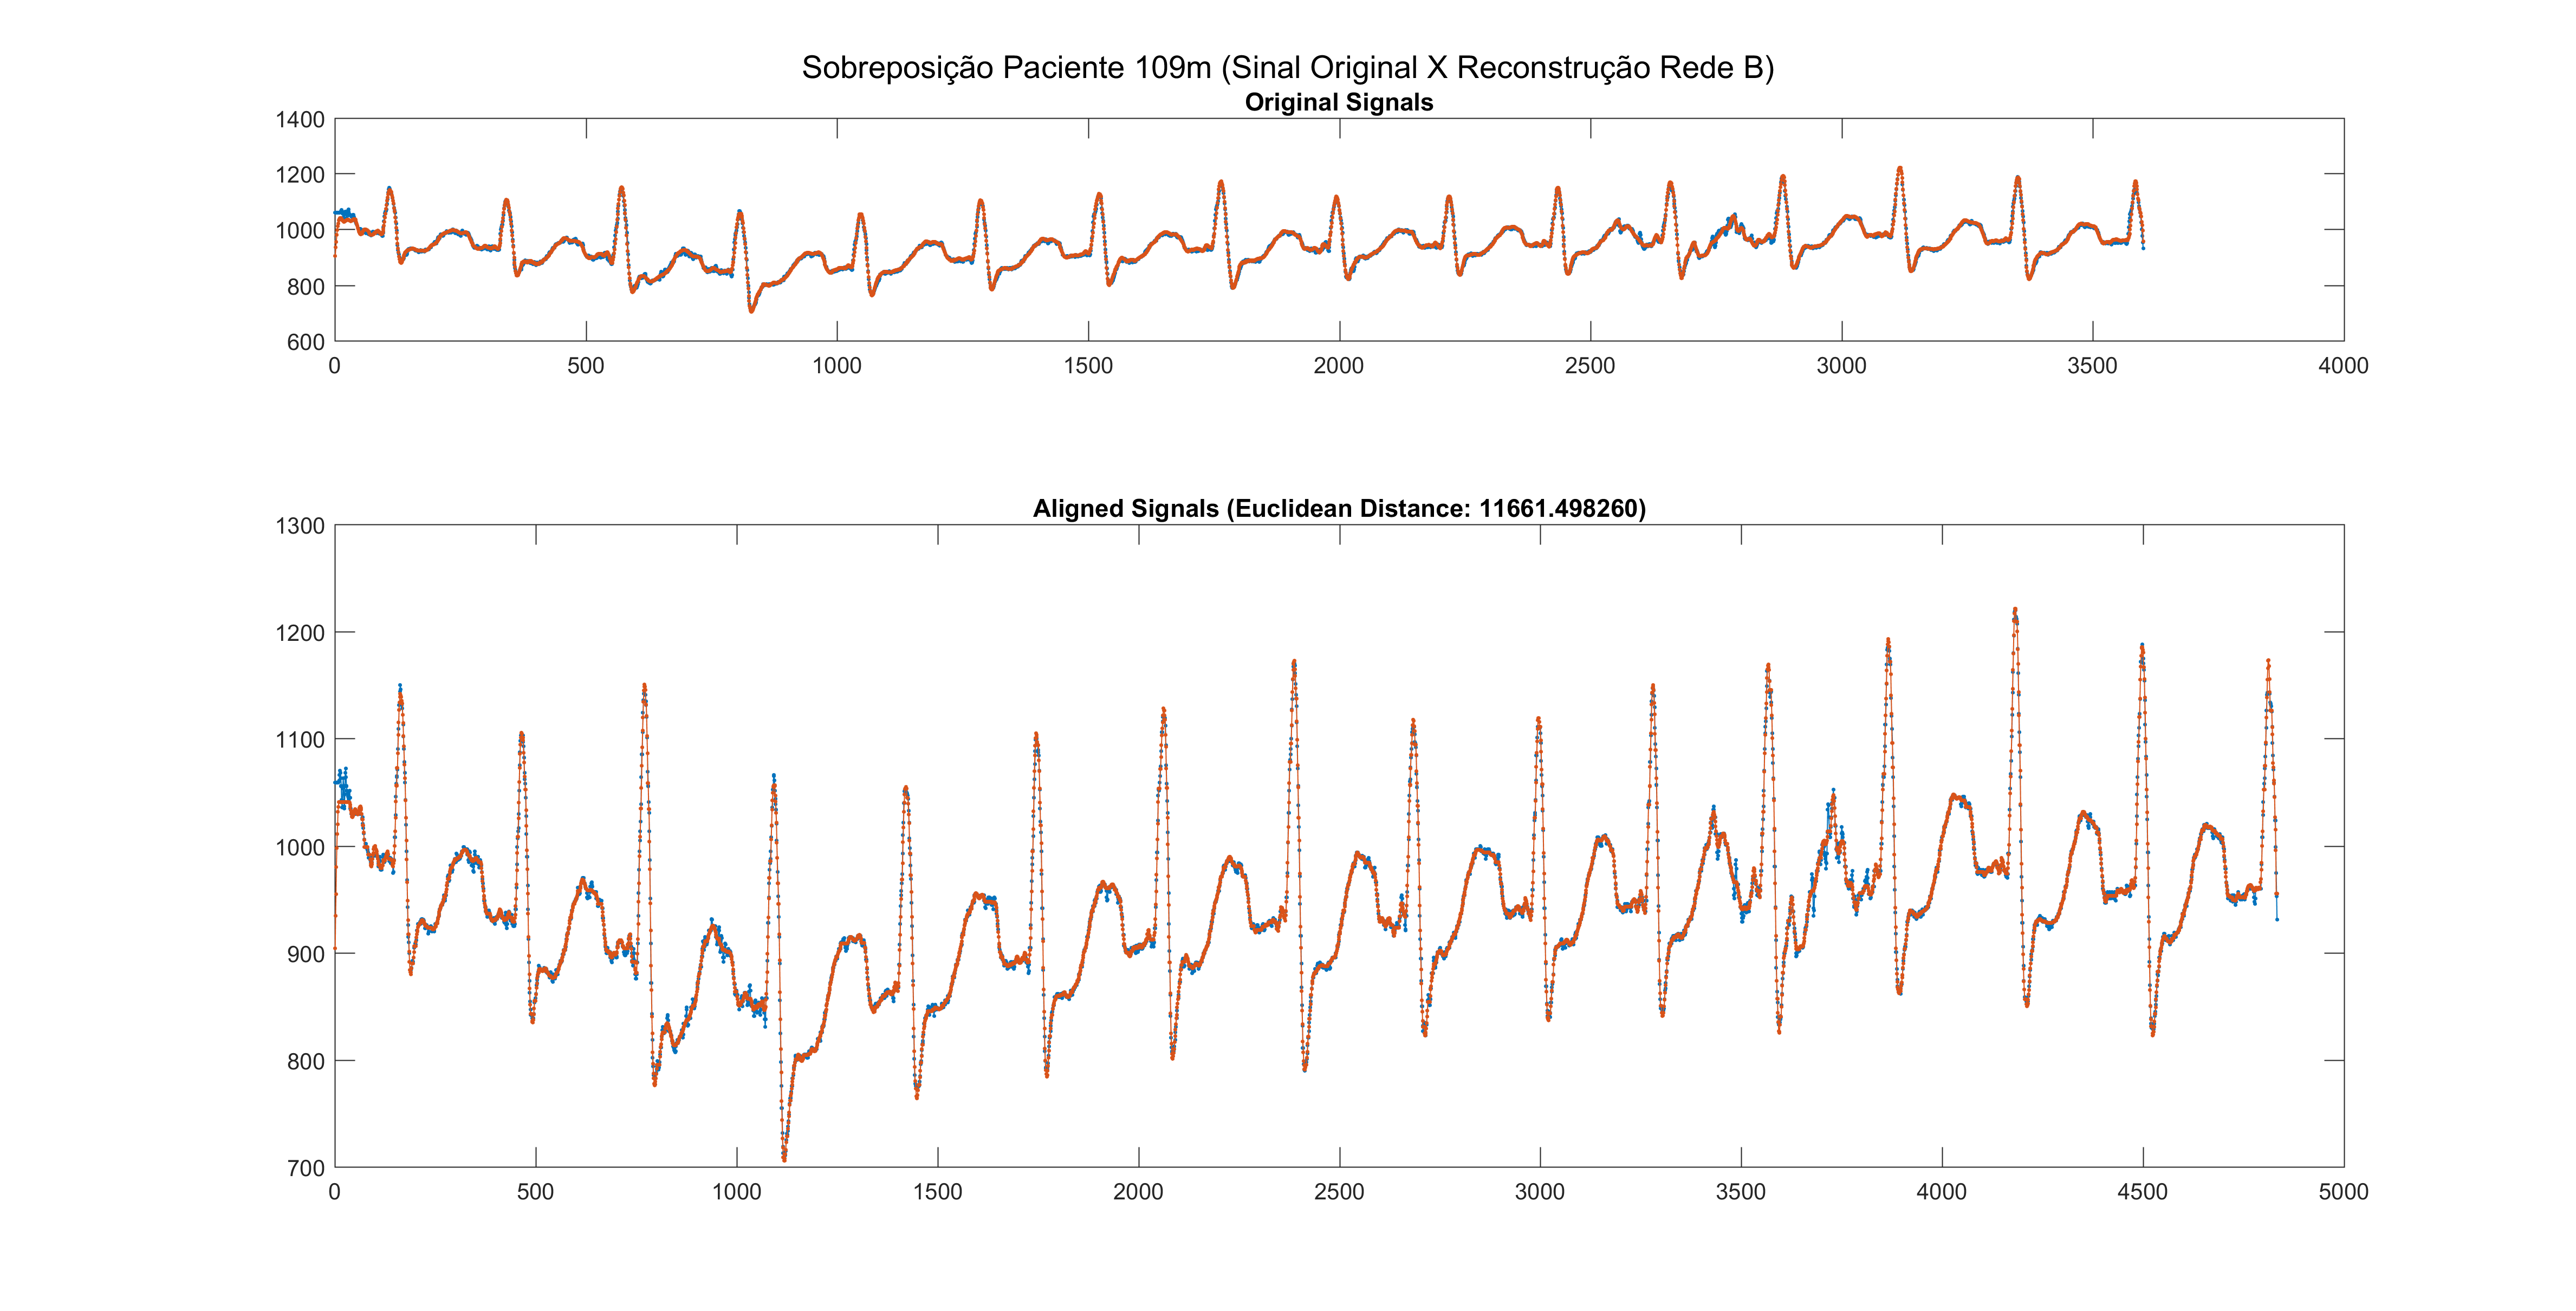 Sobreposição Paciente 109m (Sinal Original X Reconstrução Rede B)
Original Signals
1400
1200
1000
800
600
0 500 1000 1500 2000 2500 3000 3500 4000
Aligned Signals (Euclidean Distance: 11661.498260)
1300
1200
1100
1000
900
800
700
0 500 1000 1500 2000 2500 3000 3500 4000 4500 5000